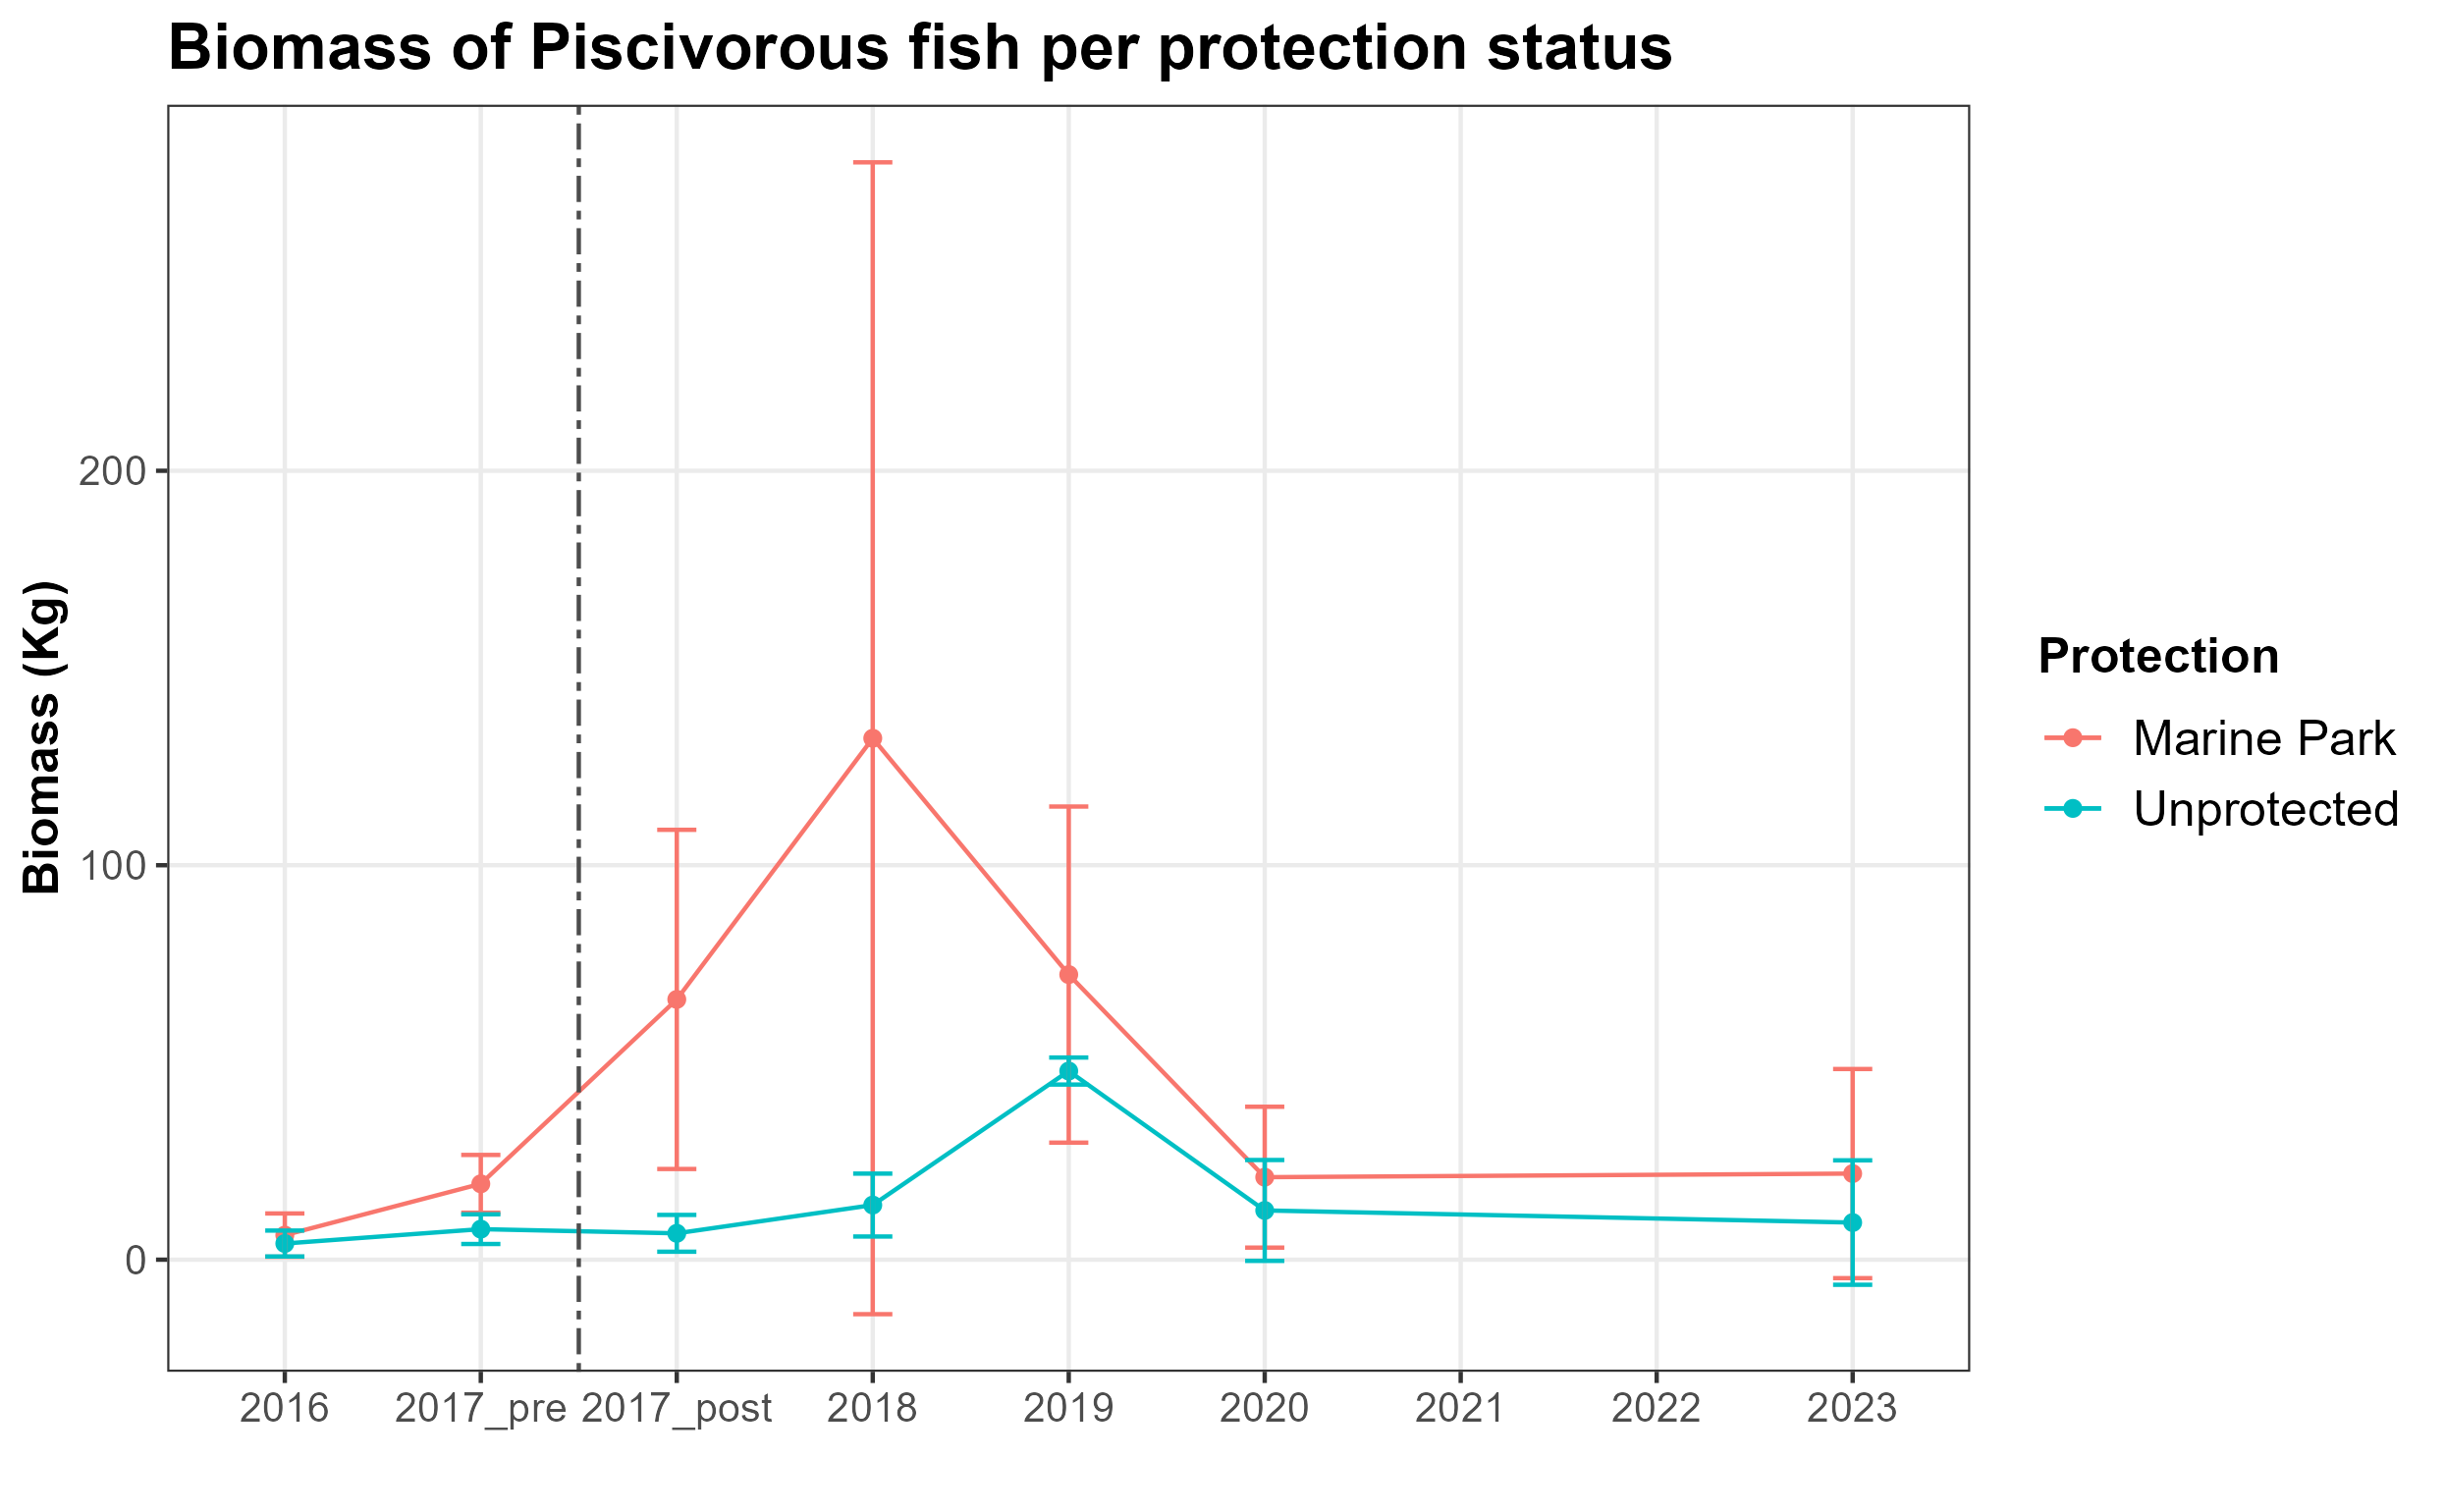 Biomass of Piscivorous fish per protection status
Biomass (Kg)
200
100
0
2016 2017_pre 2017_post 2018 2019 2020 2021 2022 2023
Protection
Marine Park
Unprotected